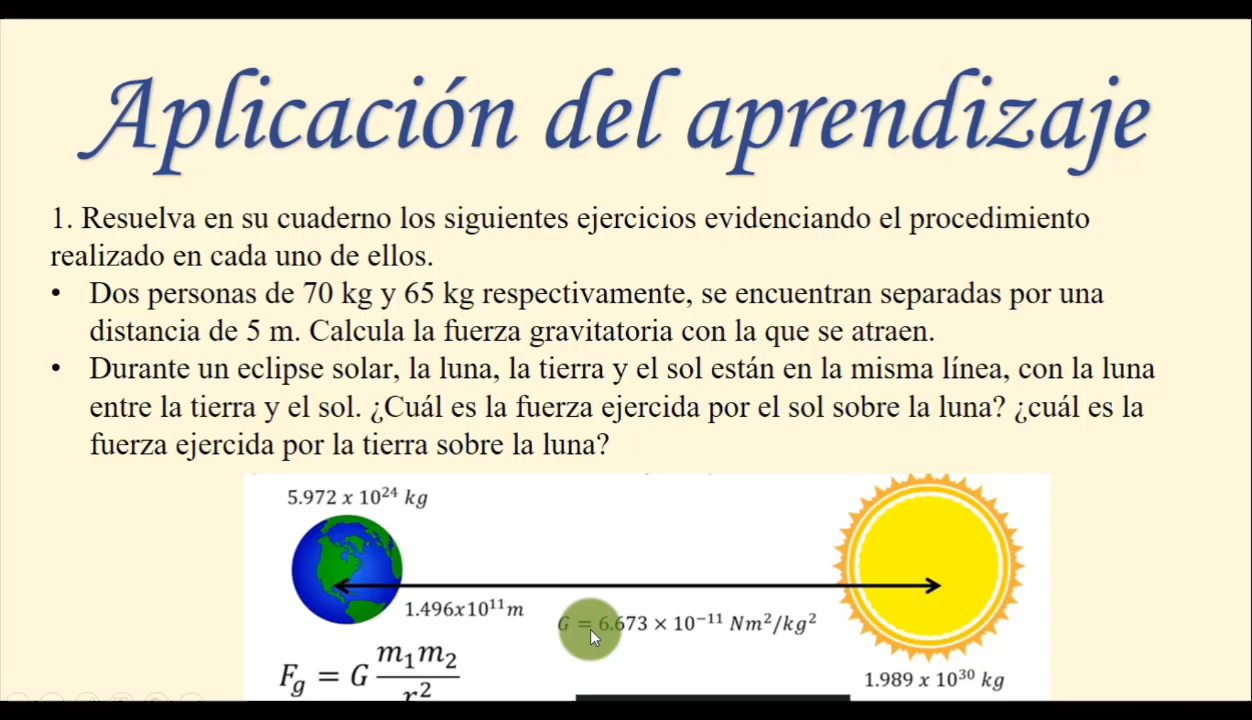 Aplicación del aprendizaje
1. Resuelva en su cuaderno los siguientes ejercicios evidenciando el procedimiento
realizado en cada uno de ellos.
• Dos personas de 70 kg y 65 kg respectivamente, se encuentran separadas por una
distancia de 5 m. Calcula la fuerza gravitatoria con la que se atraen.
• Durante un eclipse solar, la luna, la tierra y el sol están en la misma línea, con la luna
entre la tierra y el sol. ¿Cuál es la fuerza ejercida por el sol sobre la luna? ¿cuál es la
fuerza ejercida por la tierra sobre la luna?
5.972 x 10²⁴ kg
1.496x10¹¹m
G = 6.673 × 10⁻¹¹ Nm²/kg²
F_g = G m₁m₂ / r²
1.989 x 10³⁰ kg